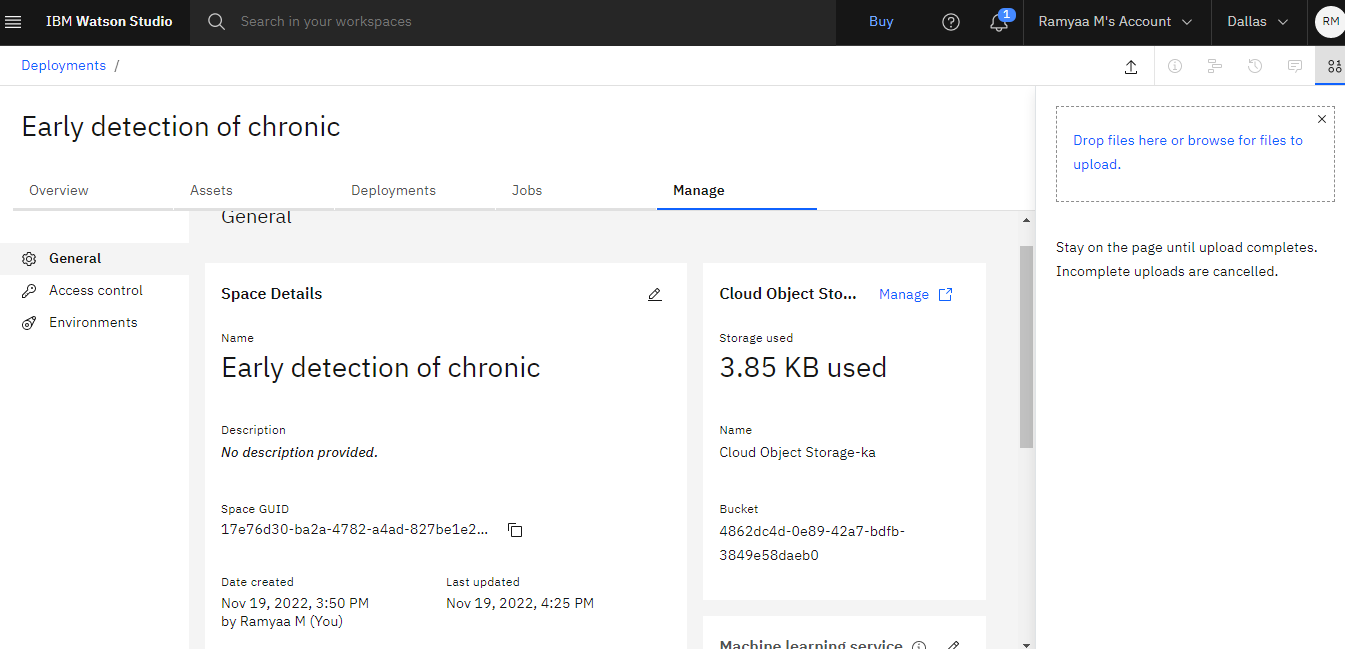 IBM Watson Studio
Search in your workspaces
Buy
1
Ramyaa M's Account
Dallas
RM
Deployments /
Early detection of chronic
Overview
Assets
Deployments
Jobs
Manage
General
Access control
Environments
General
Space Details
Name
Early detection of chronic
Description
No description provided.
Space GUID
17e76d30-ba2a-4782-a4ad-827be1e2...
Date created
Nov 19, 2022, 3:50 PM
by Ramyaa M (You)
Last updated
Nov 19, 2022, 4:25 PM
Cloud Object Sto...
Manage
Storage used
3.85 KB used
Name
Cloud Object Storage-ka
Bucket
4862dc4d-0e89-42a7-bdfb-
3849e58daeb0
Machine learning service
Drop files here or browse for files to
upload.
Stay on the page until upload completes.
Incomplete uploads are cancelled.